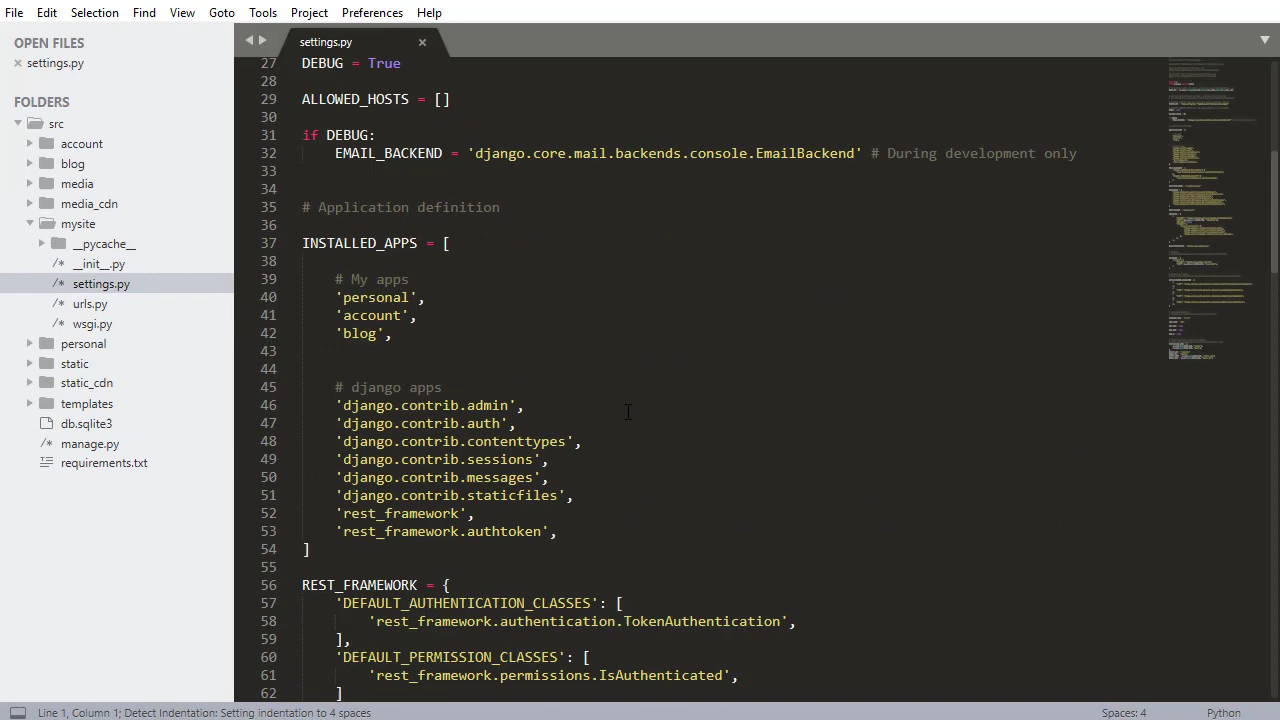 File Edit Selection Find View Goto Tools Project Preferences Help
OPEN FILES
settings.py
FOLDERS
src
account
blog
media
media_cdn
mysite
__pycache__
/* __init__.py
/* settings.py
/* urls.py
/* wsgi.py
personal
static
static_cdn
templates
db.sqlite3
/* manage.py
requirements.txt
settings.py
27 DEBUG = True
28
29 ALLOWED_HOSTS = []
30
31 if DEBUG:
32 EMAIL_BACKEND = 'django.core.mail.backends.console.EmailBackend' # During development only
33
34
35 # Application definition
36
37 INSTALLED_APPS = [
38
39 # My apps
40 'personal',
41 'account',
42 'blog',
43
44
45 # django apps
46 'django.contrib.admin',
47 'django.contrib.auth',
48 'django.contrib.contenttypes',
49 'django.contrib.sessions',
50 'django.contrib.messages',
51 'django.contrib.staticfiles',
52 'rest_framework',
53 'rest_framework.authtoken',
54 ]
55
56 REST_FRAMEWORK = {
57 'DEFAULT_AUTHENTICATION_CLASSES': [
58 'rest_framework.authentication.TokenAuthentication',
59 ],
60 'DEFAULT_PERMISSION_CLASSES': [
61 'rest_framework.permissions.IsAuthenticated',
62 ]
Line 1, Column 1; Detect Indentation: Setting indentation to 4 spaces
Spaces: 4
Python